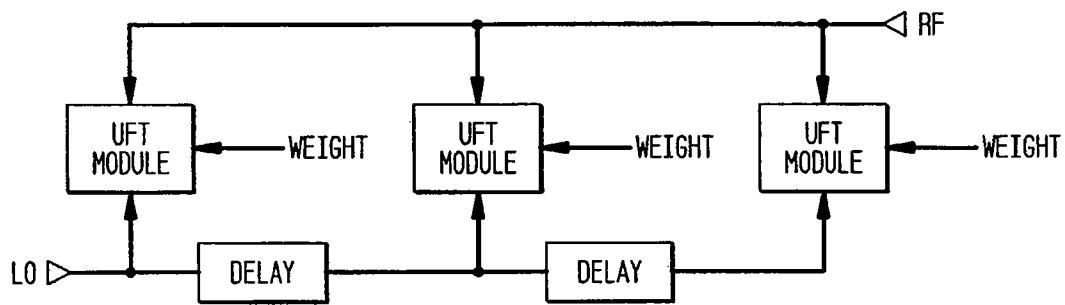 RF
UFT
MODULE
WEIGHT
UFT
MODULE
WEIGHT
UFT
MODULE
WEIGHT
LO
DELAY
DELAY